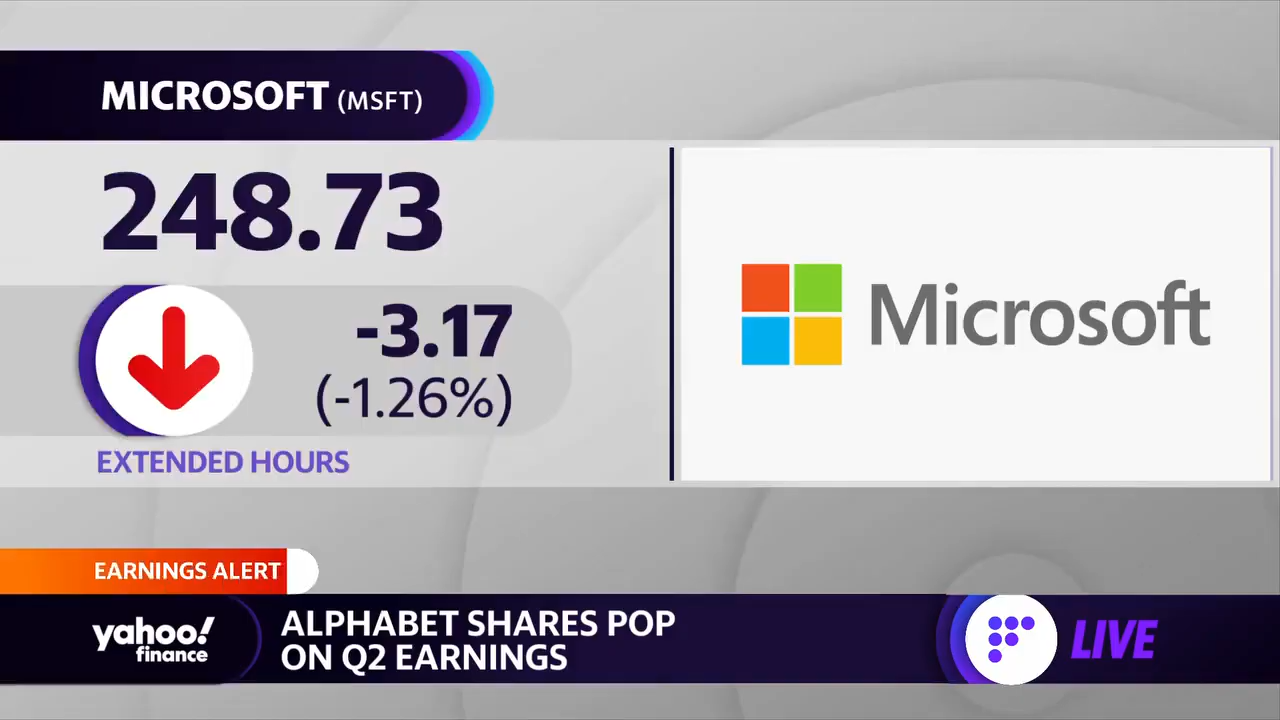 MICROSOFT (MSFT)
248.73
-3.17
(-1.26%)
EXTENDED HOURS
Microsoft
EARNINGS ALERT
yahoo!
finance
ALPHABET SHARES POP
ON Q2 EARNINGS
LIVE